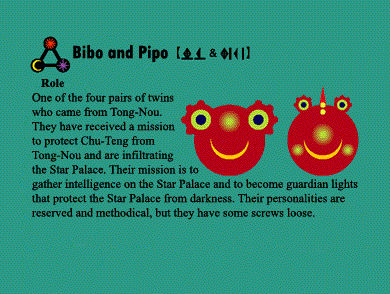 Bibo and Pipo 【 & 】
Role
One of the four pairs of twins
who came from Tong-Nou.
They have received a mission
to protect Chu-Teng from
Tong-Nou and are infiltrating
the Star Palace. Their mission is to
gather intelligence on the Star Palace and to become guardian lights
that protect the Star Palace from darkness. Their personalities are
reserved and methodical, but they have some screws loose.